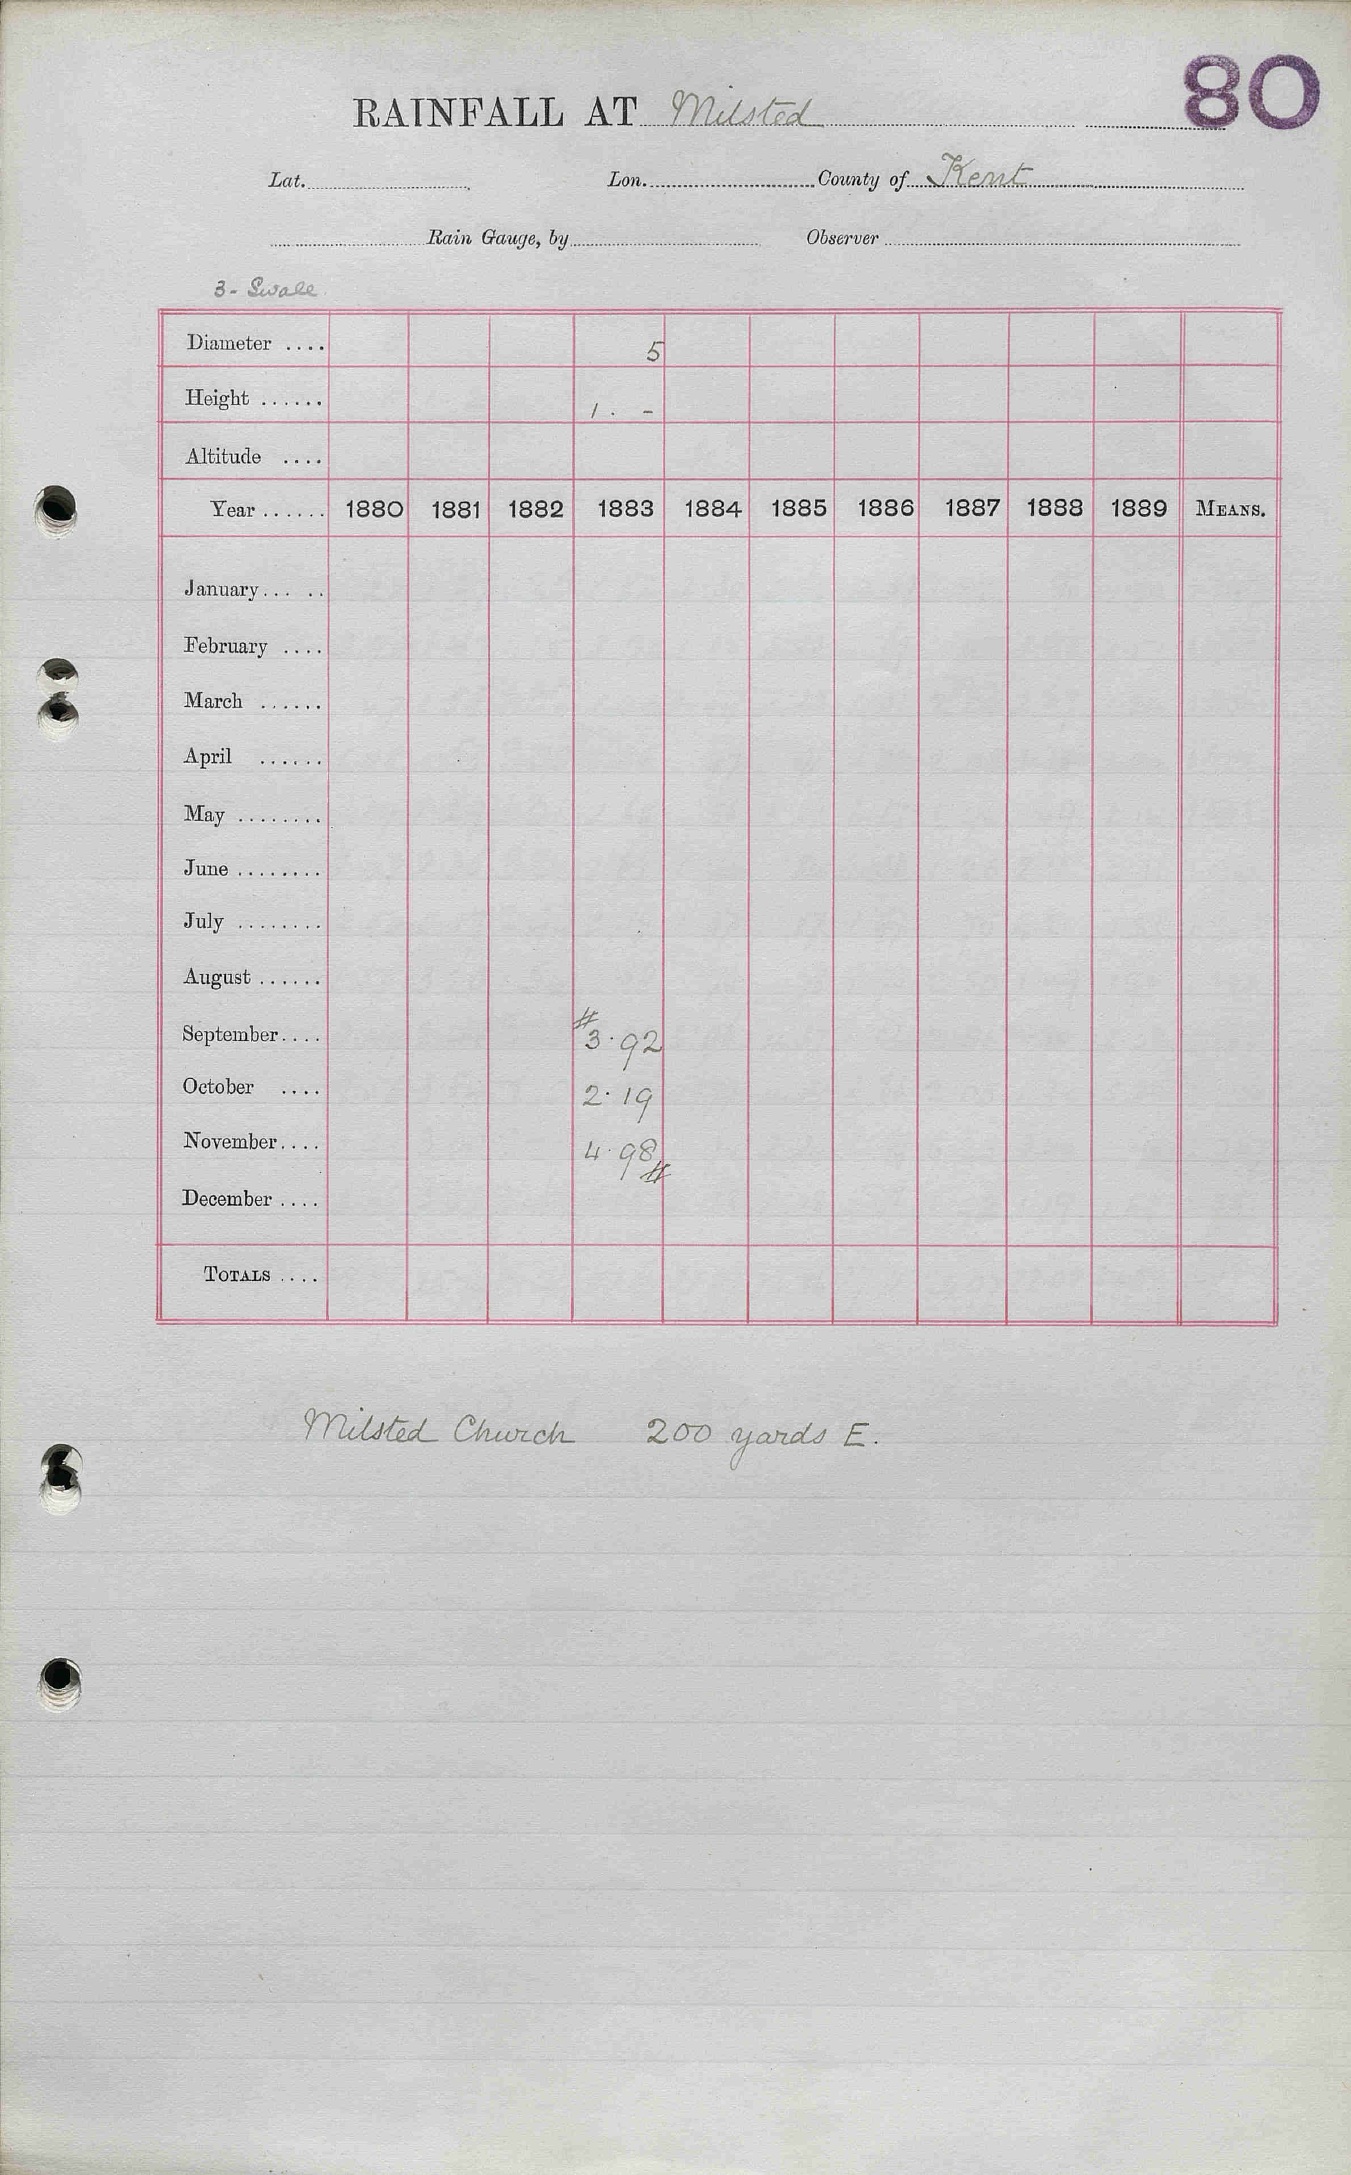 80
RAINFALL AT Milsted
Lat. Lon. County of Kent
Rain Gauge, by Observer
3 - Swale
Diameter .... 5
Height ...... 1 . -
Altitude ....
Year ...... 1880 1881 1882 1883 1884 1885 1886 1887 1888 1889 MEANS.
January... ..
February ....
March ......
April ......
May ........
June ........
July ........
August ......
September.... # 3.92
October .... 2.19
November.... 4.98 #
December ....
TOTALS ....
Milsted Church 200 yards E.